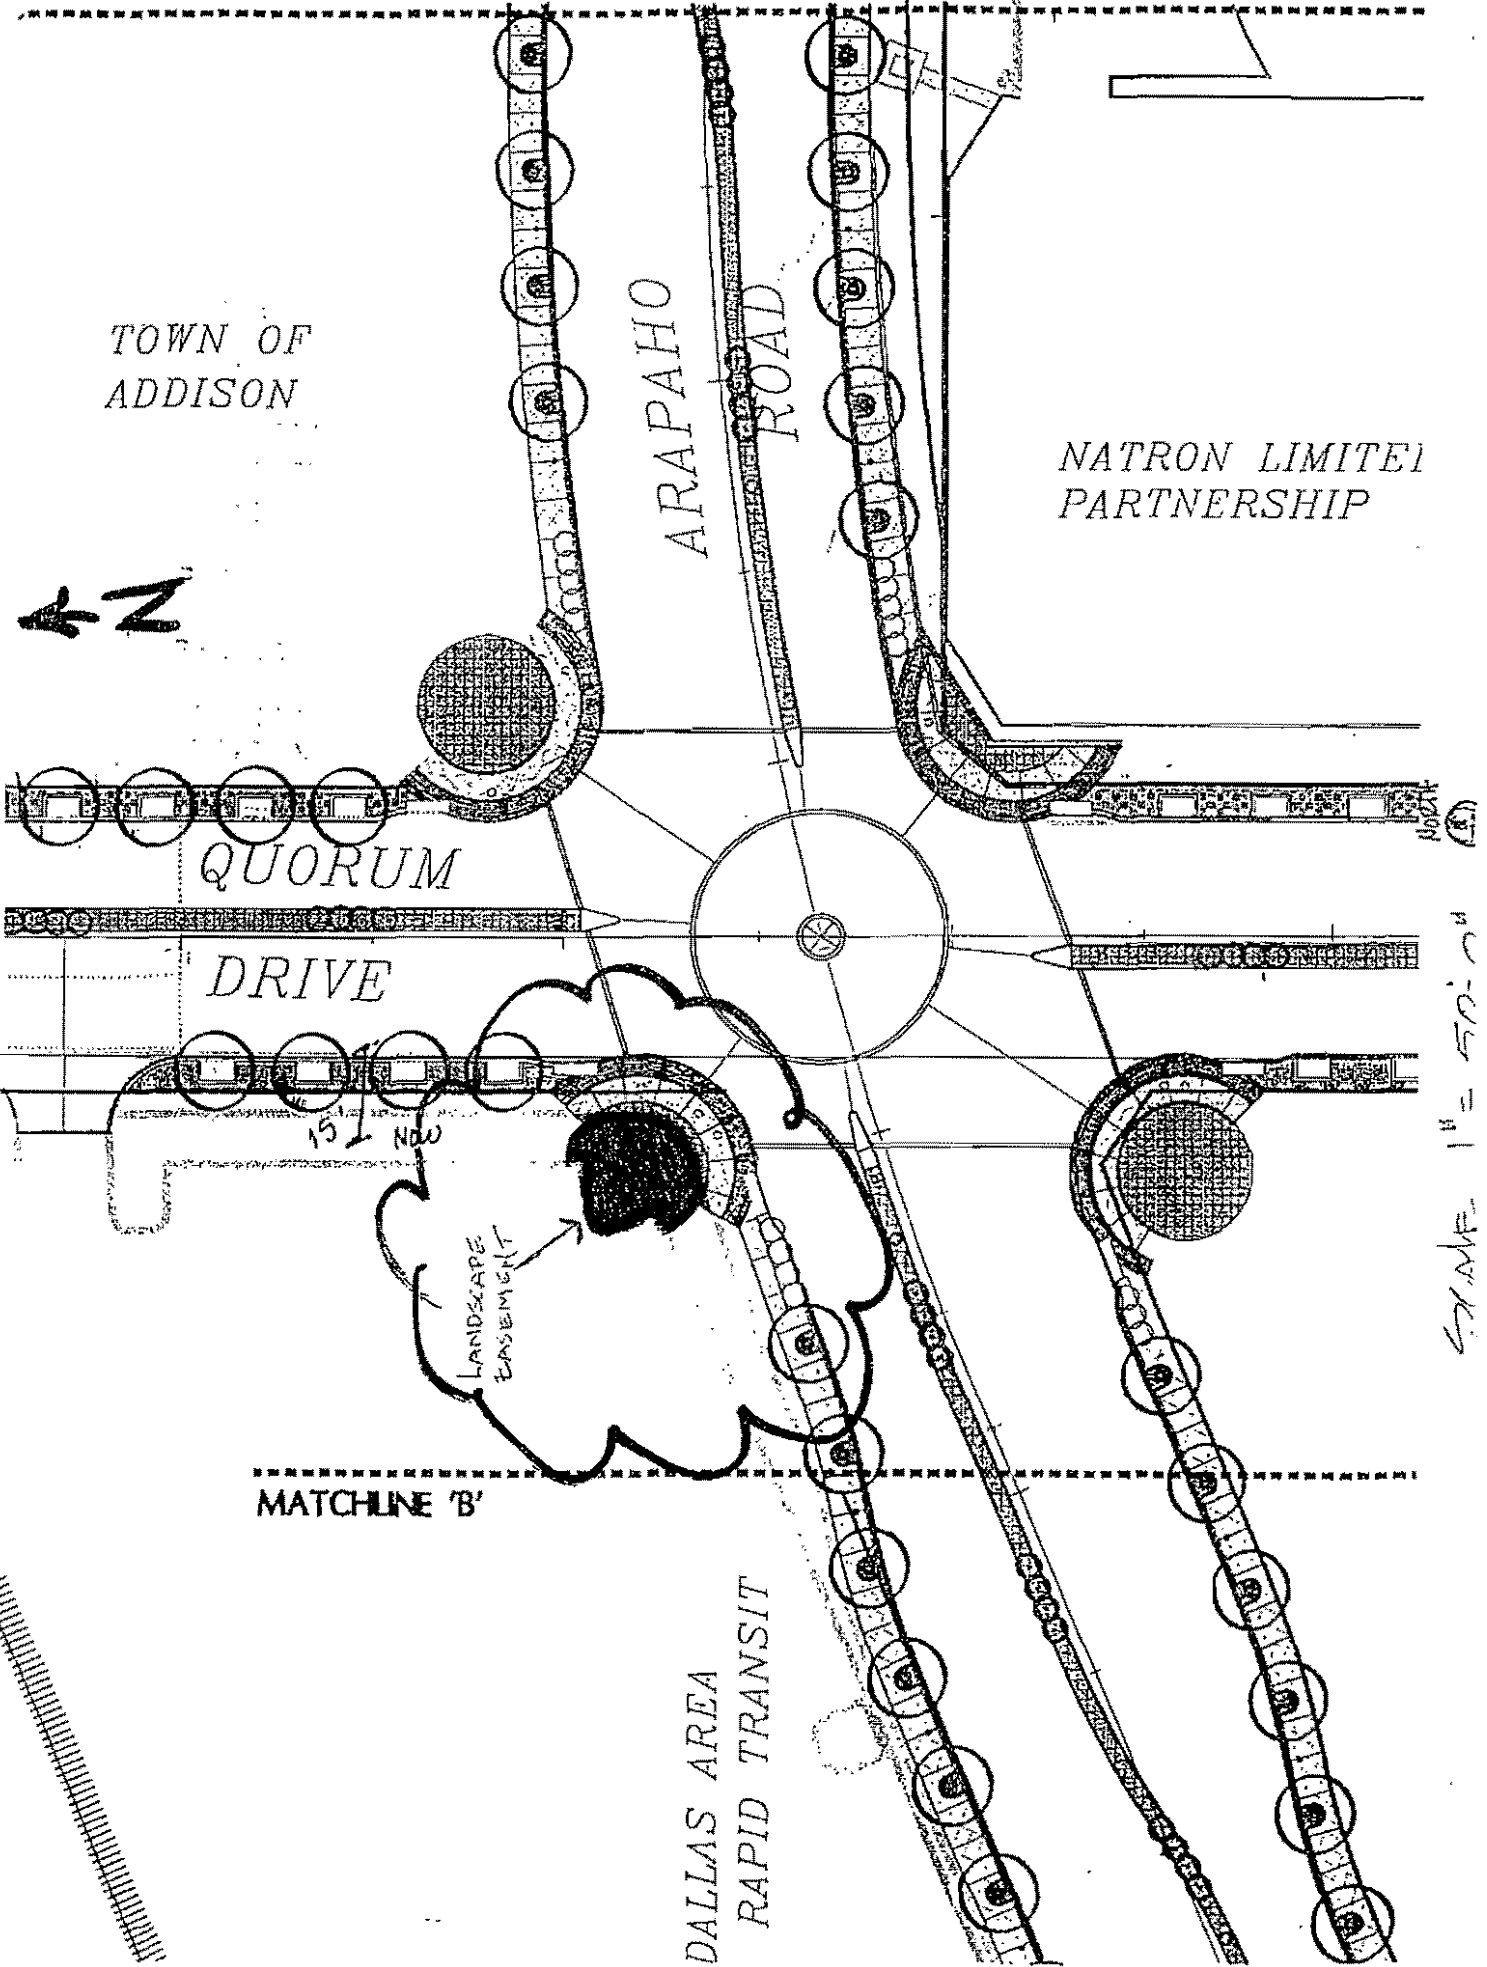 TOWN OF
ADDISON
ARAPAHO
ROAD
NATRON LIMITE
PARTNERSHIP
N
QUORUM
DRIVE
NORTH
15
LANDSCAPE
EASEMENT
SCALE 1" = 50'-0"
MATCHLINE 'B'
DALLAS AREA
RAPID TRANSIT